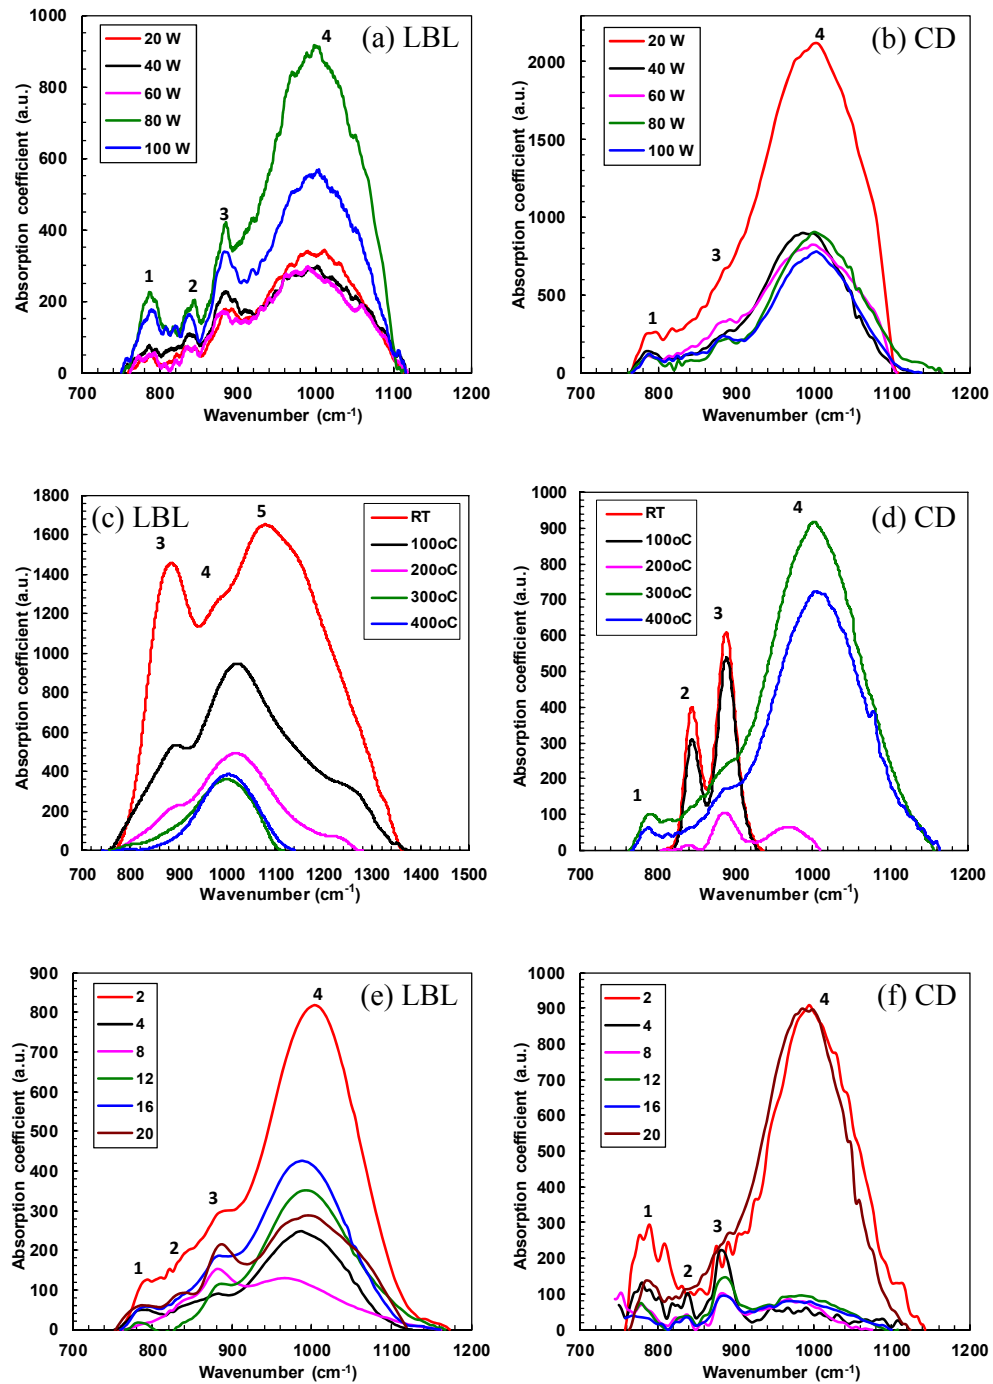 (a) LBL
20 W
40 W
60 W
80 W
100 W
1 2 3 4
Absorption coefficient (a.u.)
0 100 200 300 400 500 600 700 800 900 1000
700 800 900 1000 1100 1200
Wavenumber (cm-1)
(b) CD
20 W
40 W
60 W
80 W
100 W
1 3 4
Absorption coefficient (a.u.)
0 500 1000 1500 2000
700 800 900 1000 1100 1200
Wavenumber (cm-1)
(c) LBL
RT
100oC
200oC
300oC
400oC
3 4 5
Absorption coefficient (a.u.)
0 200 400 600 800 1000 1200 1400 1600 1800
700 800 900 1000 1100 1200 1300 1400 1500
Wavenumber (cm-1)
(d) CD
RT
100oC
200oC
300oC
400oC
1 2 3 4
Absorption coefficient (a.u.)
0 100 200 300 400 500 600 700 800 900 1000
700 800 900 1000 1100 1200
Wavenumber (cm-1)
(e) LBL
2
4
8
12
16
20
1 2 3 4
Absorption coefficient (a.u.)
0 100 200 300 400 500 600 700 800 900
700 800 900 1000 1100 1200
Wavenumber (cm-1)
(f) CD
2
4
8
12
16
20
1 2 3 4
Absorption coefficient (a.u.)
0 100 200 300 400 500 600 700 800 900 1000
700 800 900 1000 1100 1200
Wavenumber (cm-1)